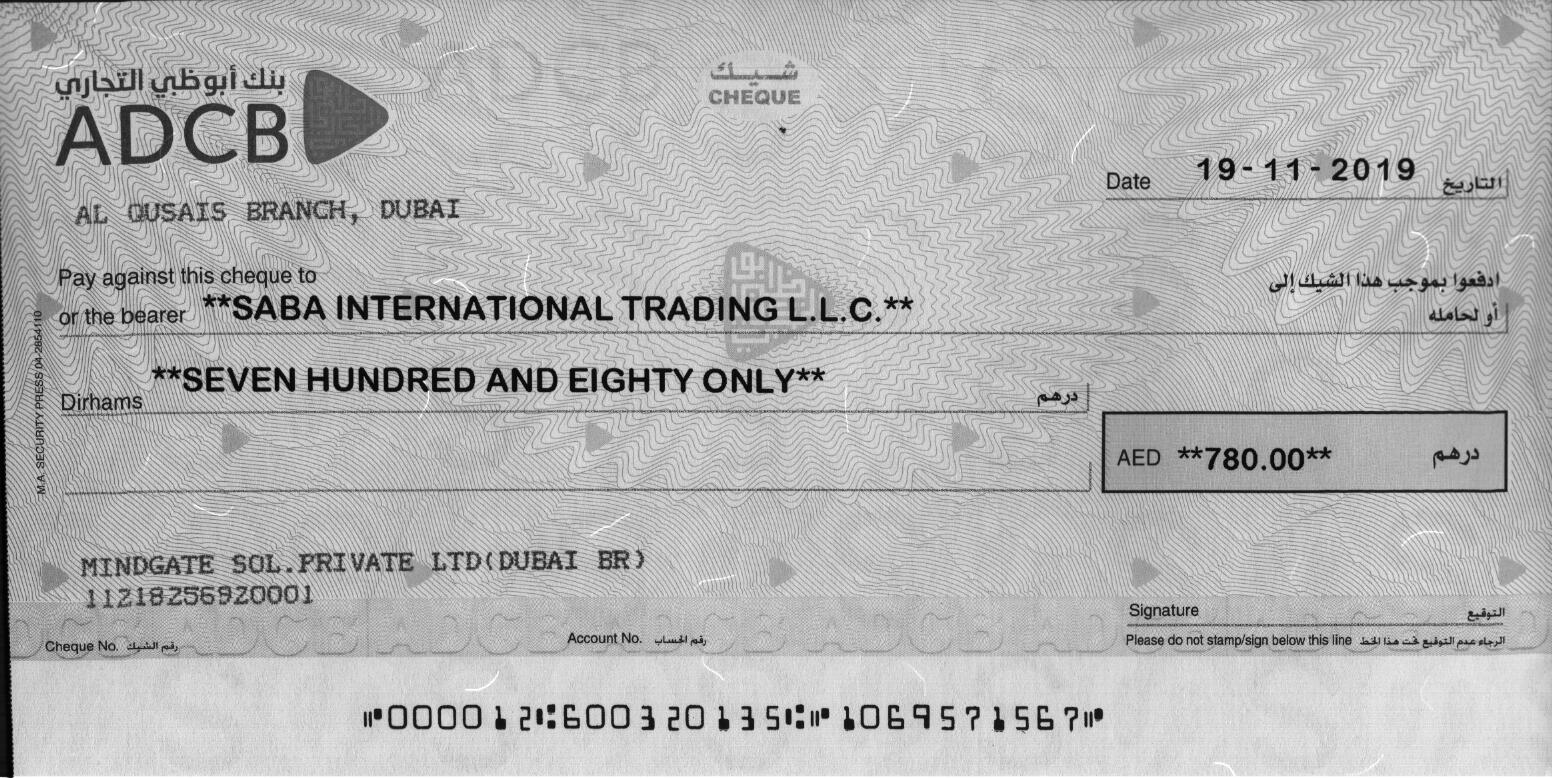 بنك أبوظبي التجاري
ADCB
شيك
CHEQUE
Date 19-11-2019 التاريخ
AL QUSAIS BRANCH, DUBAI
Pay against this cheque to ادفعوا بموجب هذا الشيك إلى
or the bearer **SABA INTERNATIONAL TRADING L.L.C.** أو لحامله
Dirhams **SEVEN HUNDRED AND EIGHTY ONLY** درهم
AED **780.00** درهم
M.A. SECURITY PRESS 04-2854110
MINDGATE SOL.PRIVATE LTD(DUBAI BR)
11218256920001
Signature التوقيع
Cheque No. رقم الشيك Account No. رقم الحساب Please do not stamp/sign below this line الرجاء عدم التوقيع تحت هذا الخط
⑈000012⑆600320135⑆⑈1069571567⑈